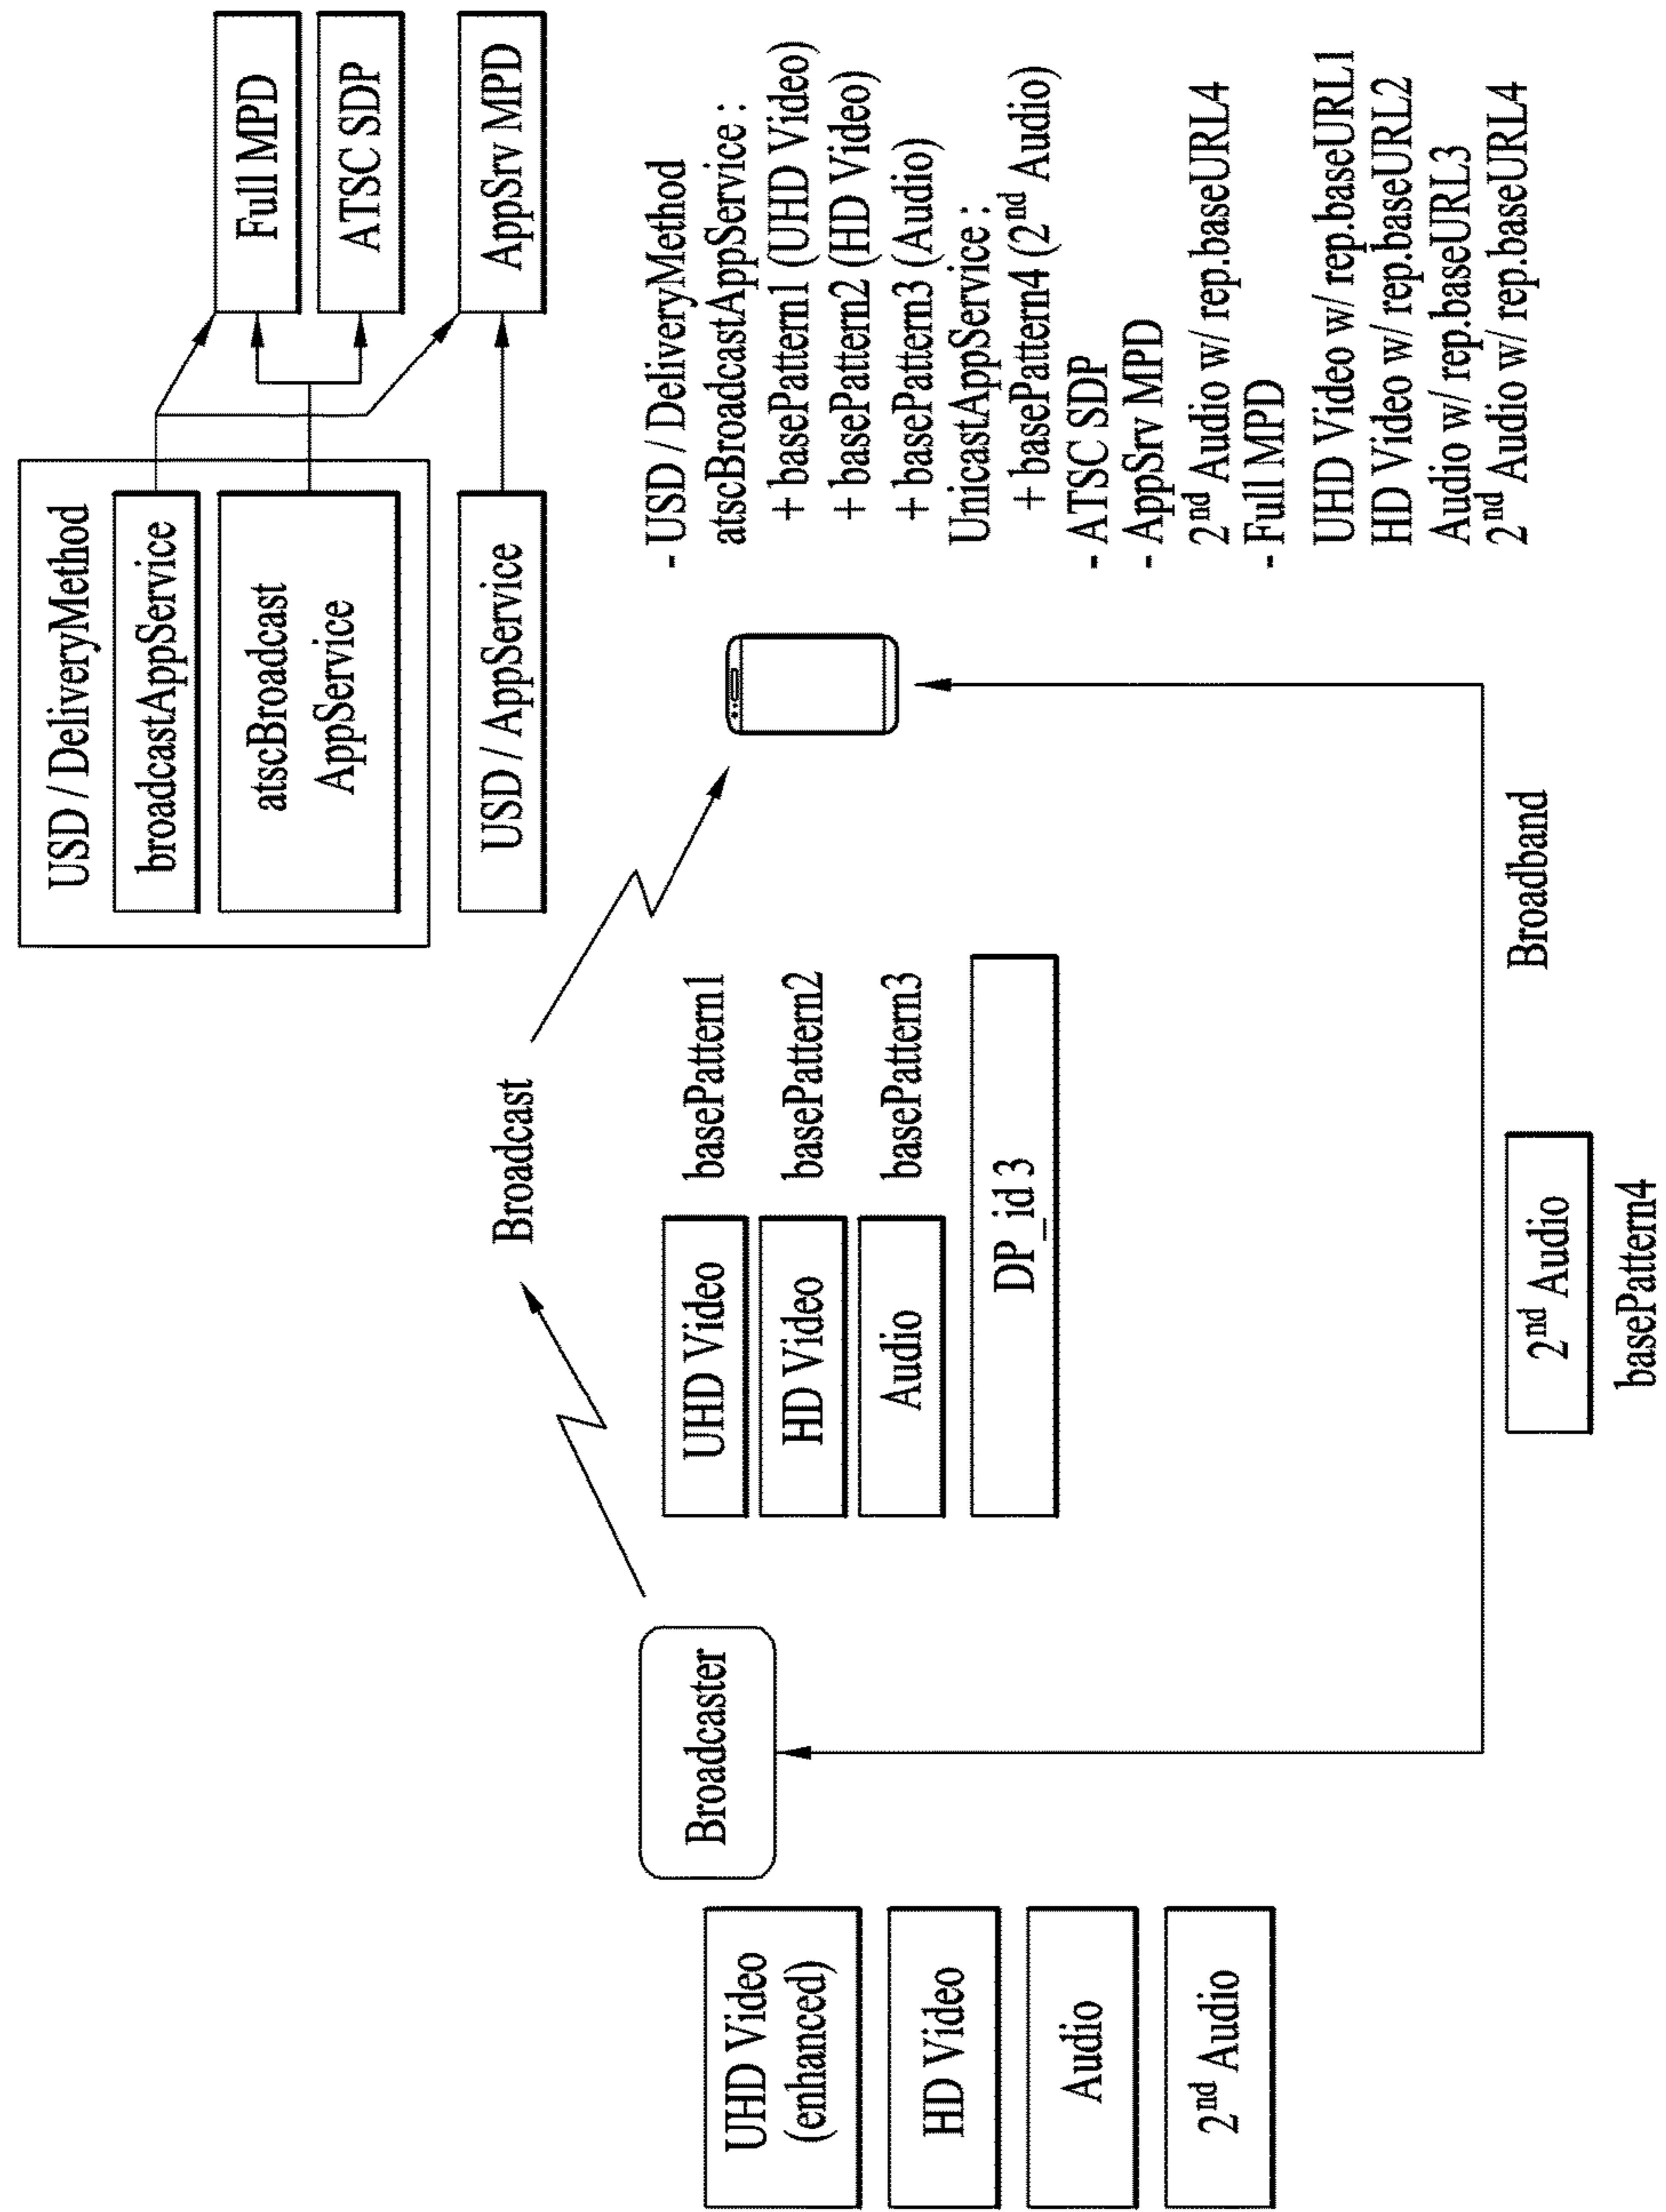 UHD Video
(enhanced)
HD Video
Audio
2nd Audio
Broadcaster
Broadcast
UHD Video
basePattern1
HD Video
basePattern2
Audio
basePattern3
DP_id 3
Broadband
2nd Audio
basePattern4
USD / DeliveryMethod
broadcastAppService
atscBroadcast
AppService
USD / AppService
Full MPD
ATSC SDP
AppSrv MPD
- USD / DeliveryMethod
atscBroadcastAppService :
+ basePattern1 (UHD Video)
+ basePattern2 (HD Video)
+ basePattern3 (Audio)
UnicastAppService :
+ basePattern4 (2nd Audio)
- ATSC SDP
- AppSrv MPD
2nd Audio w/ rep.baseURL4
- Full MPD
UHD Video w/ rep.baseURL1
HD Video w/ rep.baseURL2
Audio w/ rep.baseURL3
2nd Audio w/ rep.baseURL4